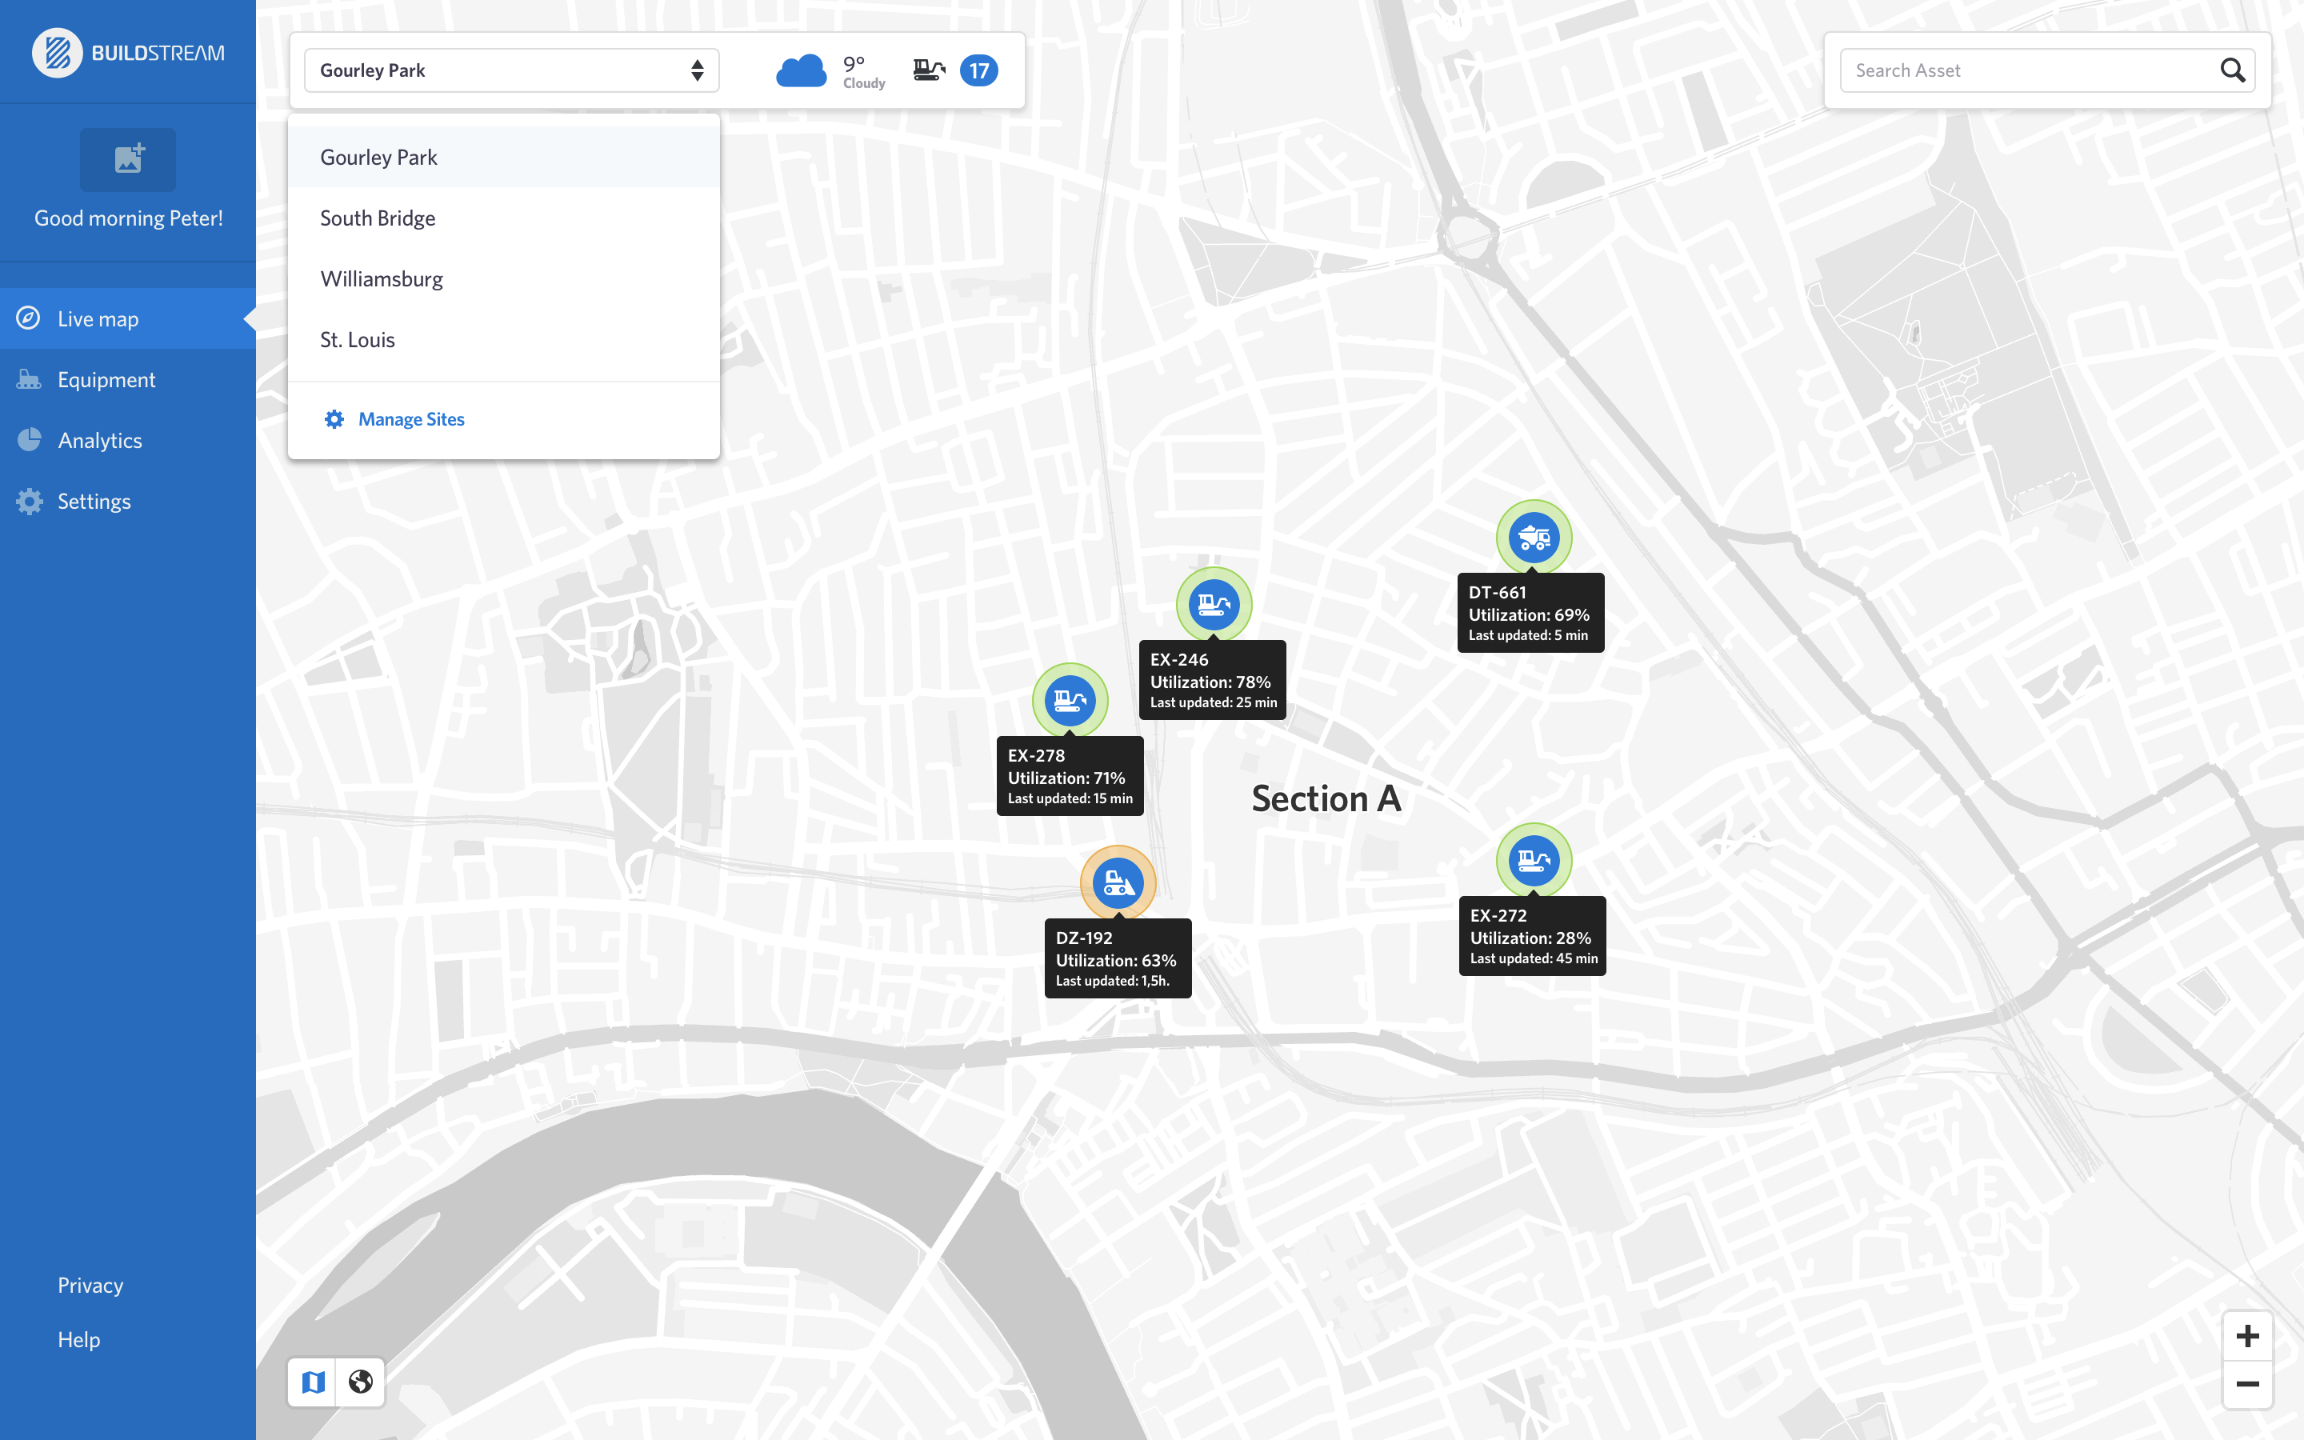 BUILDSTREAM
Good morning Peter!
Live map
Equipment
Analytics
Settings
Privacy
Help
Gourley Park
9°
Cloudy
17
Search Asset
Gourley Park
South Bridge
Williamsburg
St. Louis
Manage Sites
DT-661
Utilization: 69%
Last updated: 5 min
EX-246
Utilization: 78%
Last updated: 25 min
EX-278
Utilization: 71%
Last updated: 15 min
Section A
DZ-192
Utilization: 63%
Last updated: 1,5h.
EX-272
Utilization: 28%
Last updated: 45 min